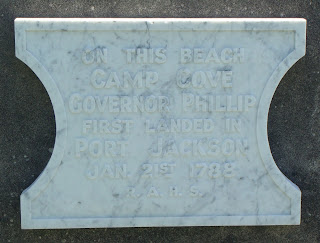 ON THIS BEACH
CAMP COVE
GOVERNOR PHILLIP
FIRST LANDED IN
PORT JACKSON
JAN. 21ST 1788
R.A.H.S.